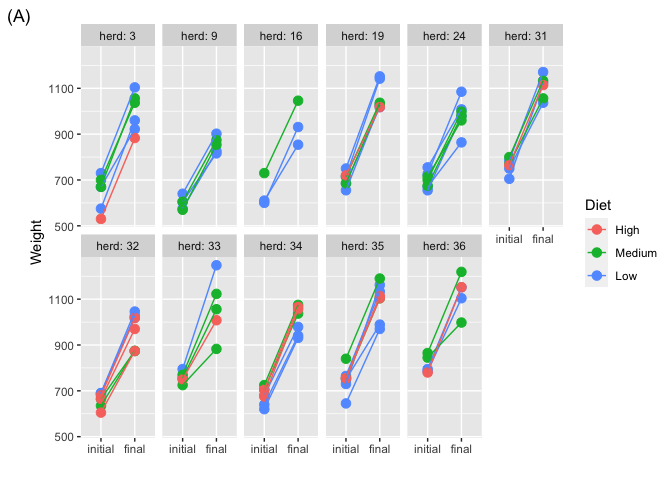 (A)
herd: 3 herd: 9 herd: 16 herd: 19 herd: 24 herd: 31
1100
900
700
500
initial final
Weight
Diet
High
Medium
Low
herd: 32 herd: 33 herd: 34 herd: 35 herd: 36
1100
900
700
500
initial final initial final initial final initial final initial final